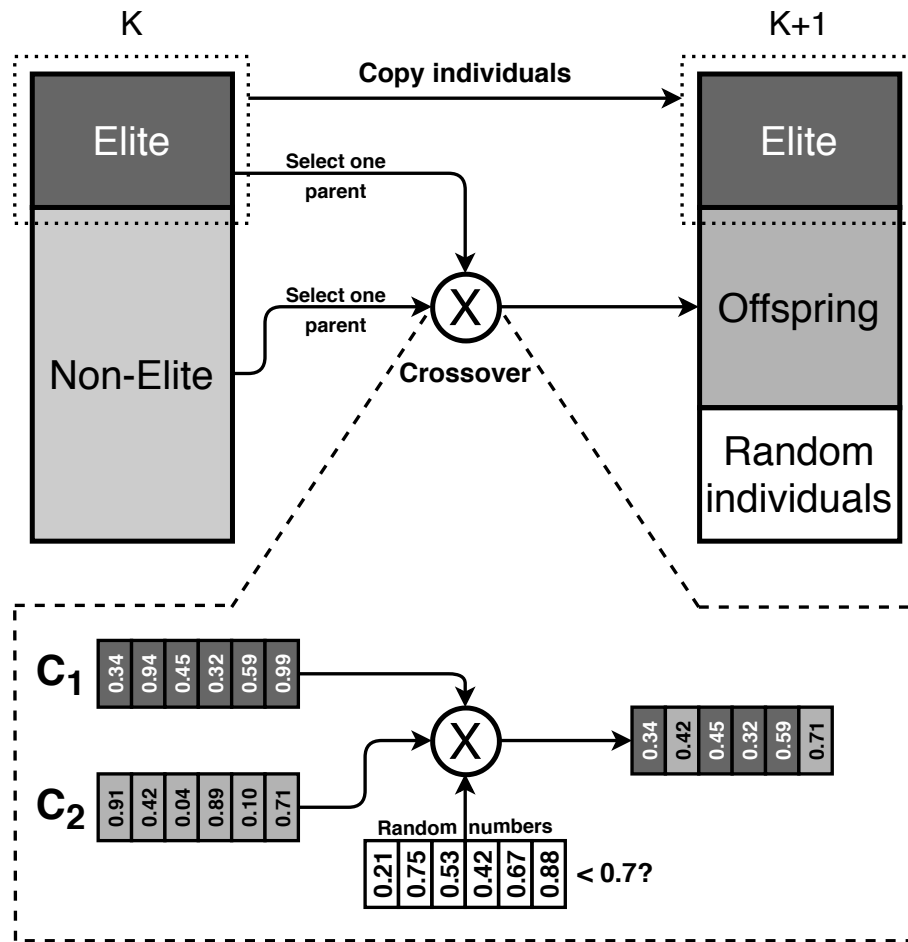 K
K+1
Copy individuals
Elite
Elite
Select one
parent
Select one
parent
X
Offspring
Non-Elite
Crossover
Random
individuals
C1
0.34 0.94 0.45 0.32 0.59 0.99
X
0.34 0.42 0.45 0.32 0.59 0.71
C2
0.91 0.42 0.04 0.89 0.10 0.71
Random numbers
0.21 0.75 0.53 0.42 0.67 0.88 < 0.7?